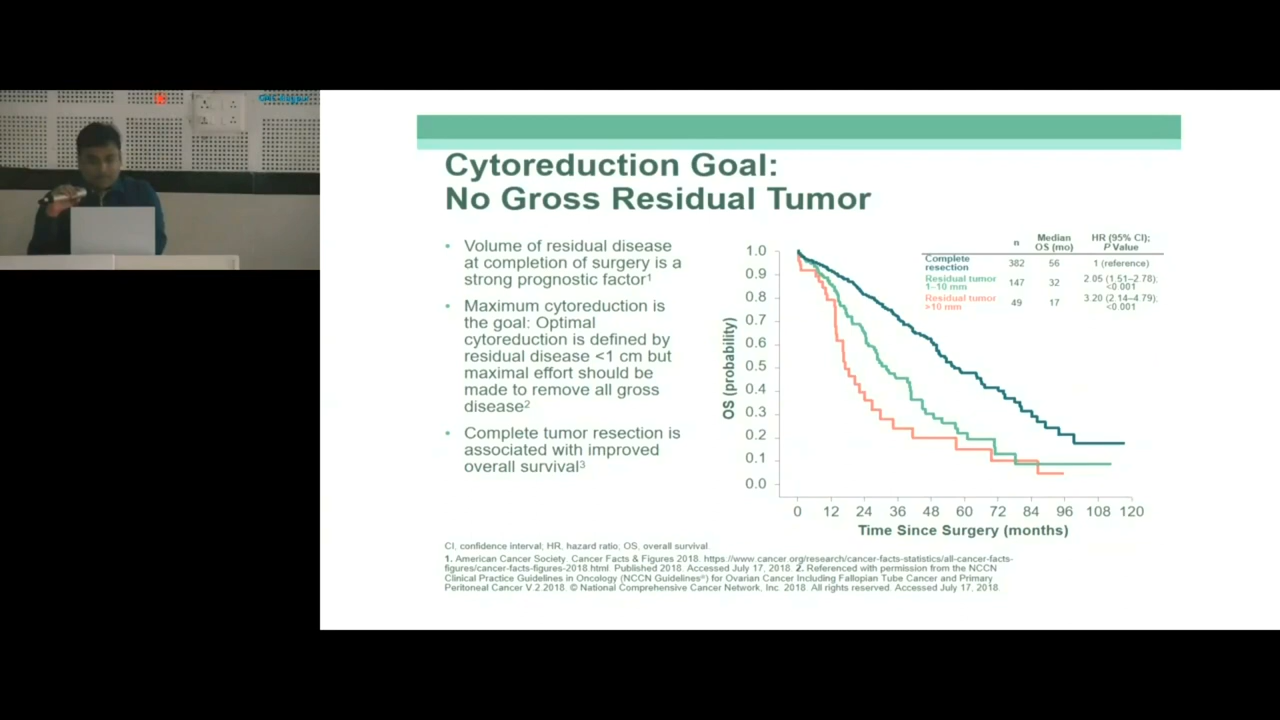 Cytoreduction Goal:
No Gross Residual Tumor
• Volume of residual disease
at completion of surgery is a
strong prognostic factor¹
• Maximum cytoreduction is
the goal: Optimal
cytoreduction is defined by
residual disease <1 cm but
maximal effort should be
made to remove all gross
disease²
• Complete tumor resection is
associated with improved
overall survival³
n Median OS (mo) HR (95% CI); P Value
Complete resection 382 56 1 (reference)
Residual tumor 1–10 mm 147 32 2.05 (1.51–2.78); <0.001
Residual tumor >10 mm 49 17 3.20 (2.14–4.79); <0.001
OS (probability)
1.0
0.9
0.8
0.7
0.6
0.5
0.4
0.3
0.2
0.1
0.0
0 12 24 36 48 60 72 84 96 108 120
Time Since Surgery (months)
CI, confidence interval; HR, hazard ratio; OS, overall survival.
1. American Cancer Society. Cancer Facts & Figures 2018. https://www.cancer.org/research/cancer-facts-statistics/all-cancer-facts-
figures/cancer-facts-figures-2018.html. Published 2018. Accessed July 17, 2018. 2. Referenced with permission from the NCCN
Clinical Practice Guidelines in Oncology (NCCN Guidelines®) for Ovarian Cancer Including Fallopian Tube Cancer and Primary
Peritoneal Cancer V.2.2018. © National Comprehensive Cancer Network, Inc. 2018. All rights reserved. Accessed July 17, 2018.